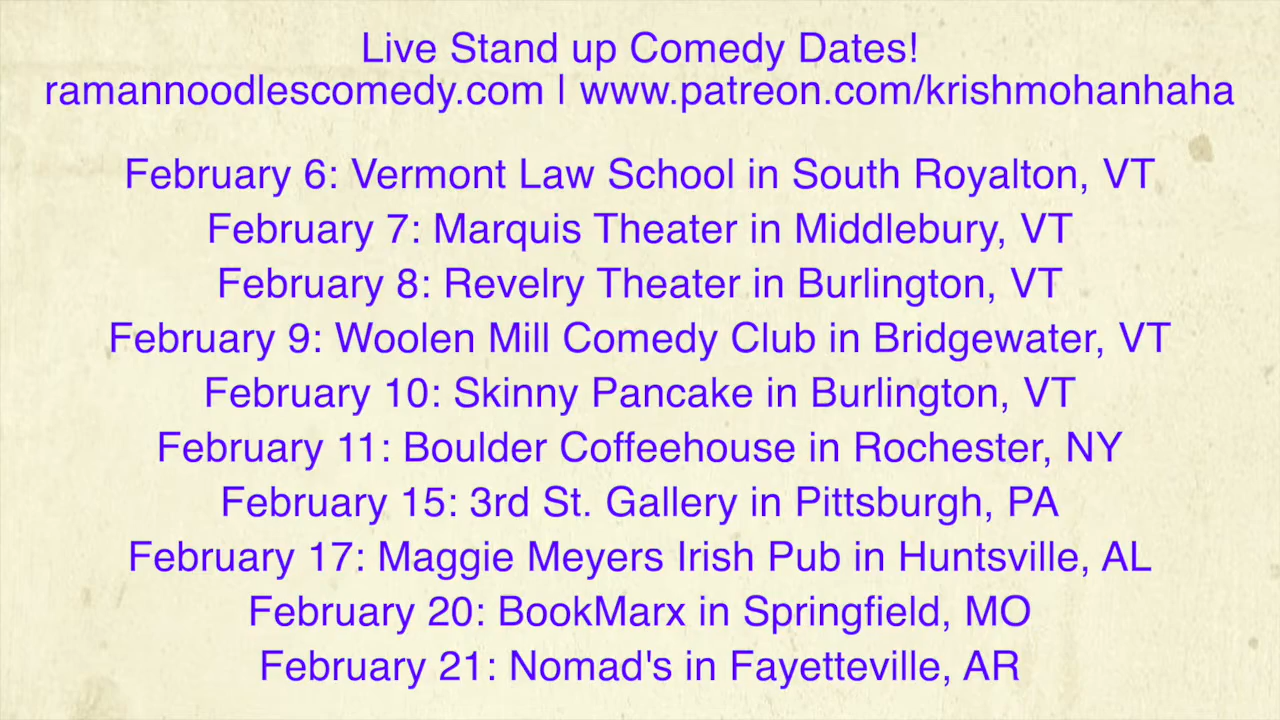 Live Stand up Comedy Dates!
ramannoodlescomedy.com | www.patreon.com/krishmohanhaha
February 6: Vermont Law School in South Royalton, VT
February 7: Marquis Theater in Middlebury, VT
February 8: Revelry Theater in Burlington, VT
February 9: Woolen Mill Comedy Club in Bridgewater, VT
February 10: Skinny Pancake in Burlington, VT
February 11: Boulder Coffeehouse in Rochester, NY
February 15: 3rd St. Gallery in Pittsburgh, PA
February 17: Maggie Meyers Irish Pub in Huntsville, AL
February 20: BookMarx in Springfield, MO
February 21: Nomad's in Fayetteville, AR